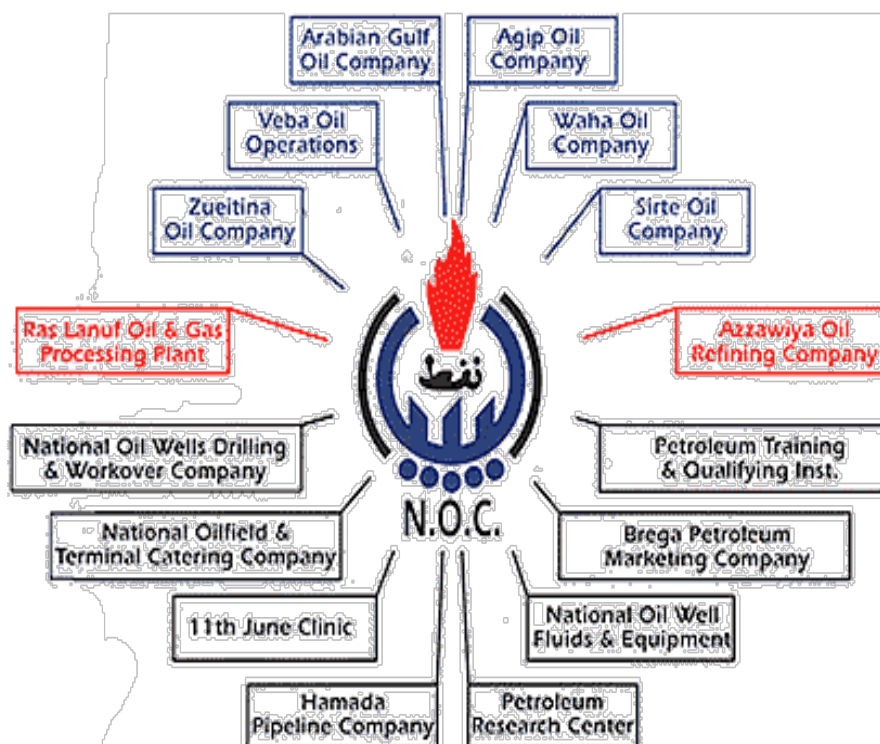 Arabian Gulf
Oil Company
Agip Oil
Company
Veba Oil
Operations
Waha Oil
Company
Zueitina
Oil Company
Sirte Oil
Company
Ras Lanuf Oil & Gas
Processing Plant
Azzawiya Oil
Refining Company
نفط
National Oil Wells Drilling
& Workover Company
Petroleum Training
& Qualifying Inst.
N.O.C.
National Oilfield &
Terminal Catering Company
Brega Petroleum
Marketing Company
11th June Clinic
National Oil Well
Fluids & Equipment
Hamada
Pipeline Company
Petroleum
Research Center